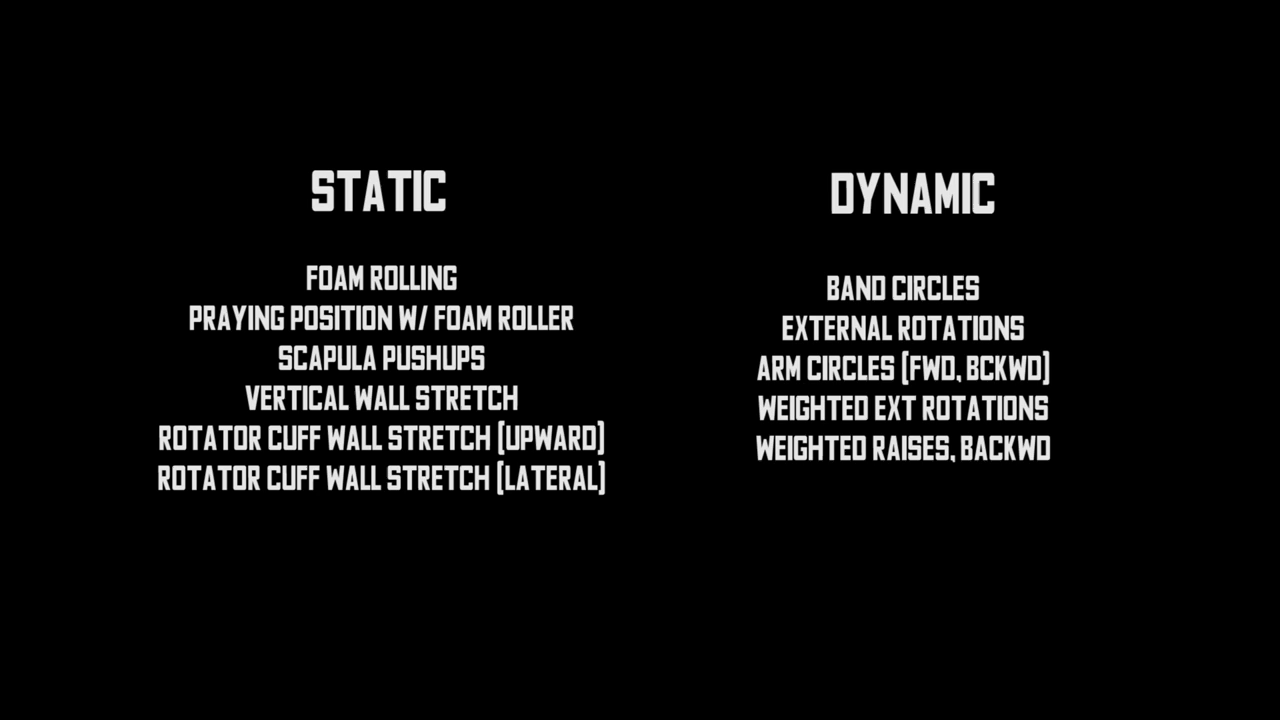 STATIC
FOAM ROLLING
PRAYING POSITION W/ FOAM ROLLER
SCAPULA PUSHUPS
VERTICAL WALL STRETCH
ROTATOR CUFF WALL STRETCH (UPWARD)
ROTATOR CUFF WALL STRETCH (LATERAL)
DYNAMIC
BAND CIRCLES
EXTERNAL ROTATIONS
ARM CIRCLES (FWD, BCKWD)
WEIGHTED EXT ROTATIONS
WEIGHTED RAISES, BACKWD